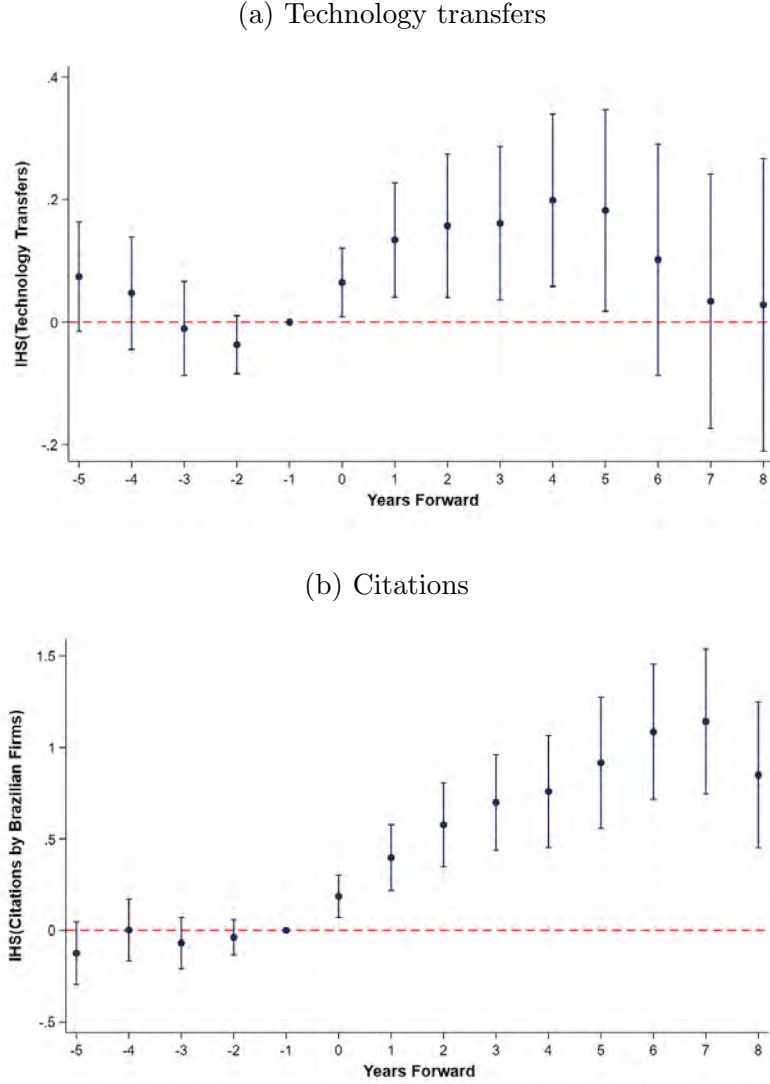 (a) Technology transfers
.4
.2
0
-.2
IHS(Technology Transfers)
-5 -4 -3 -2 -1 0 1 2 3 4 5 6 7 8
Years Forward
(b) Citations
1.5
1
.5
0
-.5
IHS(Citations by Brazilian Firms)
-5 -4 -3 -2 -1 0 1 2 3 4 5 6 7 8
Years Forward